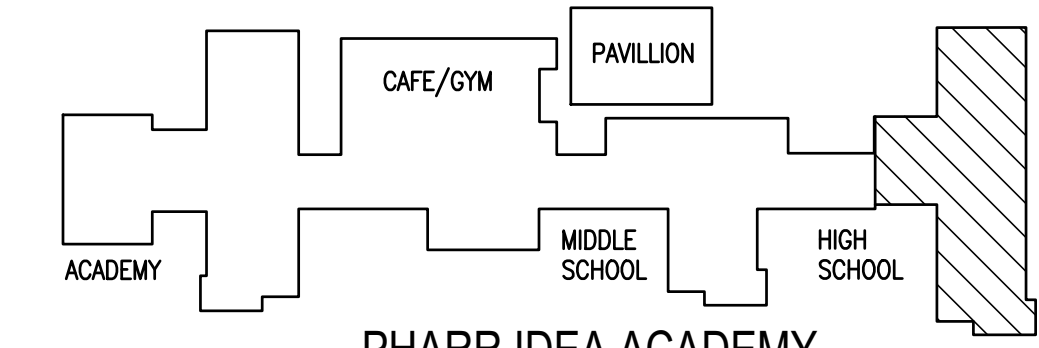 PAVILLION
CAFE/GYM
ACADEMY
MIDDLE
SCHOOL
HIGH
SCHOOL
PHARR IDEA ACADEMY